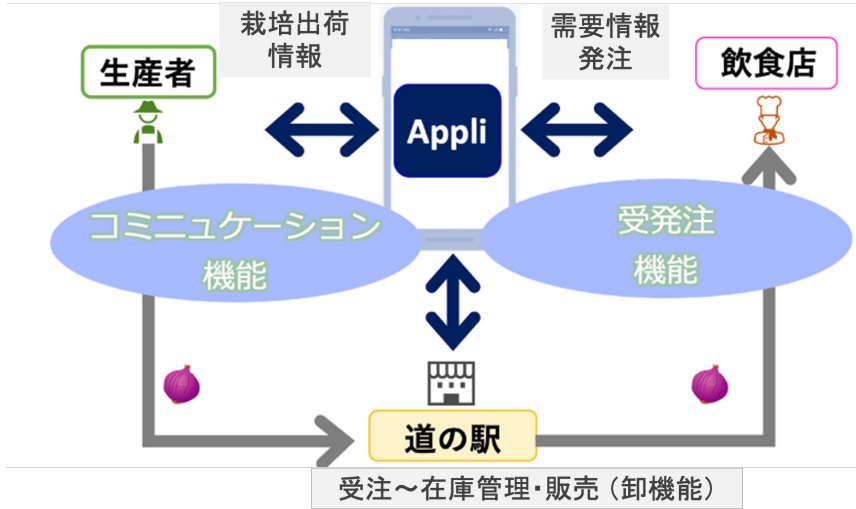 栽培出荷
情報
需要情報
発注
生産者
飲食店
Appli
コミニュケーション
機能
受発注
機能
道の駅
受注～在庫管理・販売（卸機能）